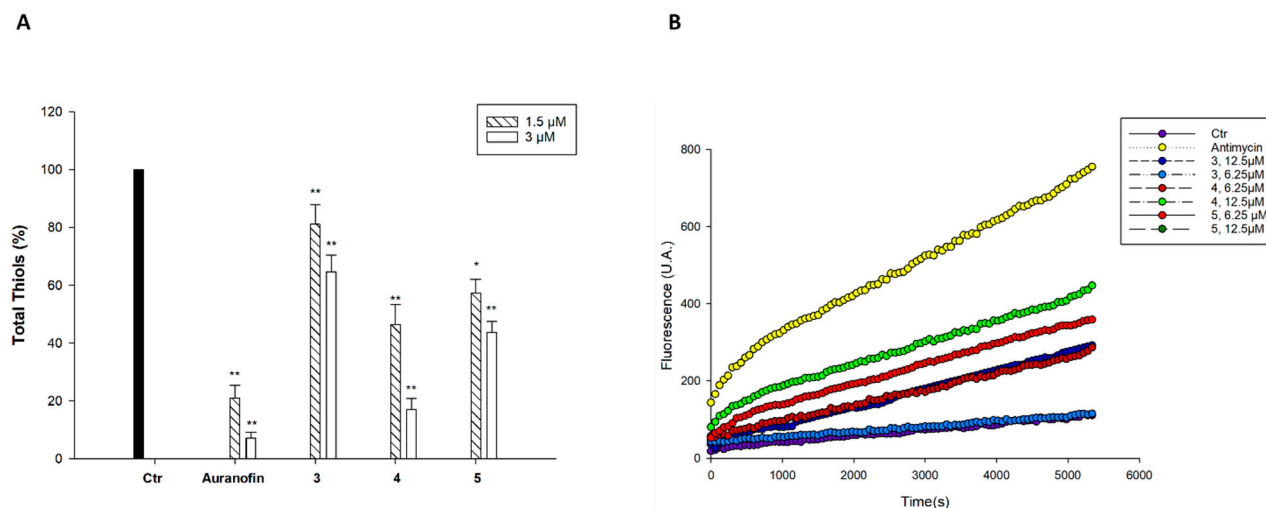 A
B
120
100
80
60
40
20
0
Total Thiols (%)
1.5 µM
3 µM
**
**
**
**
**
**
*
**
Ctr
Auranofin
3
4
5
800
600
400
200
0
Fluorescence (U.A.)
0
1000
2000
3000
4000
5000
6000
Time(s)
Ctr
Antimycin
3, 12.5µM
3, 6.25µM
4, 6.25µM
4, 12.5µM
5, 6.25 µM
5, 12.5µM